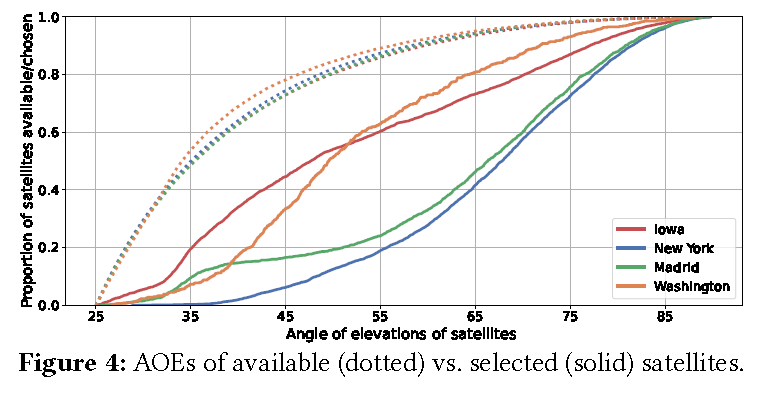 Proportion of satellites available/chosen
1.0
0.8
0.6
0.4
0.2
0.0
25 35 45 55 65 75 85
Angle of elevations of satellites
Iowa
New York
Madrid
Washington
Figure 4: AOEs of available (dotted) vs. selected (solid) satellites.